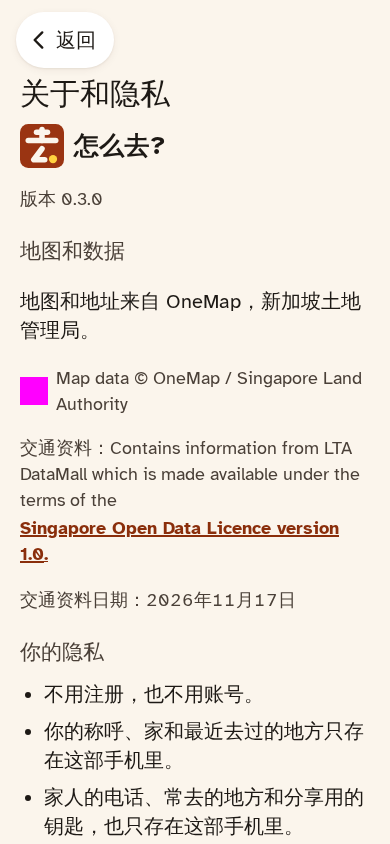 返回
关于和隐私
去
怎么去?
版本 0.3.0
地图和数据
地图和地址来自 OneMap，新加坡土地
管理局。
Map data © OneMap / Singapore Land
Authority
交通资料：Contains information from LTA
DataMall which is made available under the
terms of the
Singapore Open Data Licence version
1.0.
交通资料日期：2026年11月17日
你的隐私
• 不用注册，也不用账号。
• 你的称呼、家和最近去过的地方只存
在这部手机里。
• 家人的电话、常去的地方和分享用的
钥匙，也只存在这部手机里。